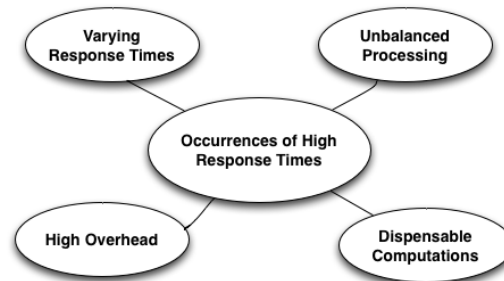 Varying
Response Times
Unbalanced
Processing
Occurrences of High
Response Times
High Overhead
Dispensable
Computations